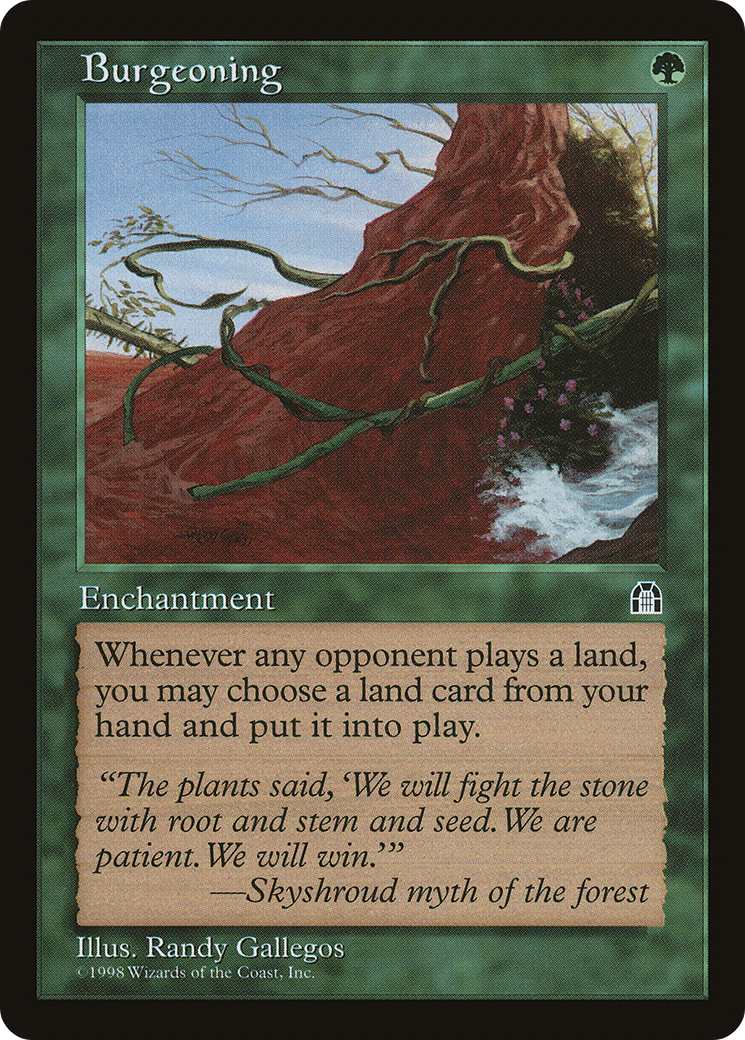 Burgeoning
Enchantment
Whenever any opponent plays a land,
you may choose a land card from your
hand and put it into play.
“The plants said, ‘We will fight the stone
with root and stem and seed. We are
patient. We will win.’”
—Skyshroud myth of the forest
Illus. Randy Gallegos
©1998 Wizards of the Coast, Inc.